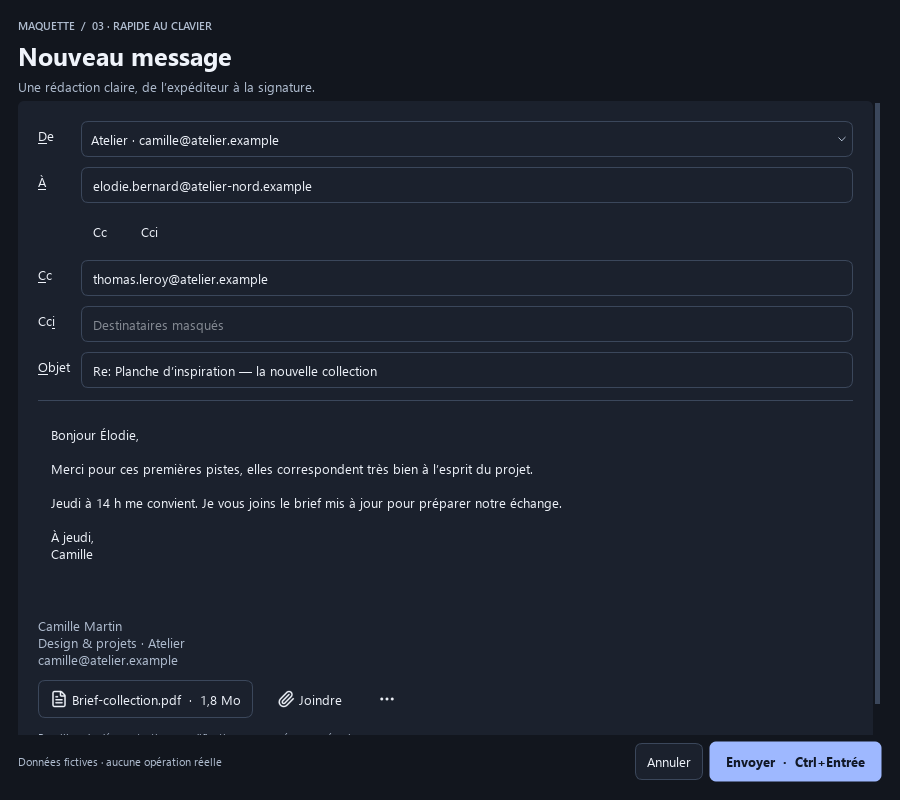 MAQUETTE / 03 · RAPIDE AU CLAVIER
Nouveau message
Une rédaction claire, de l'expéditeur à la signature.
De
Atelier · camille@atelier.example
À
elodie.bernard@atelier-nord.example
Cc Cci
Cc
thomas.leroy@atelier.example
Cci
Destinataires masqués
Objet
Re: Planche d'inspiration — la nouvelle collection
Bonjour Élodie,
Merci pour ces premières pistes, elles correspondent très bien à l'esprit du projet.
Jeudi à 14 h me convient. Je vous joins le brief mis à jour pour préparer notre échange.
À jeudi,
Camille
Camille Martin
Design & projets · Atelier
camille@atelier.example
Brief-collection.pdf · 1,8 Mo
Joindre
Données fictives · aucune opération réelle
Annuler
Envoyer · Ctrl+Entrée